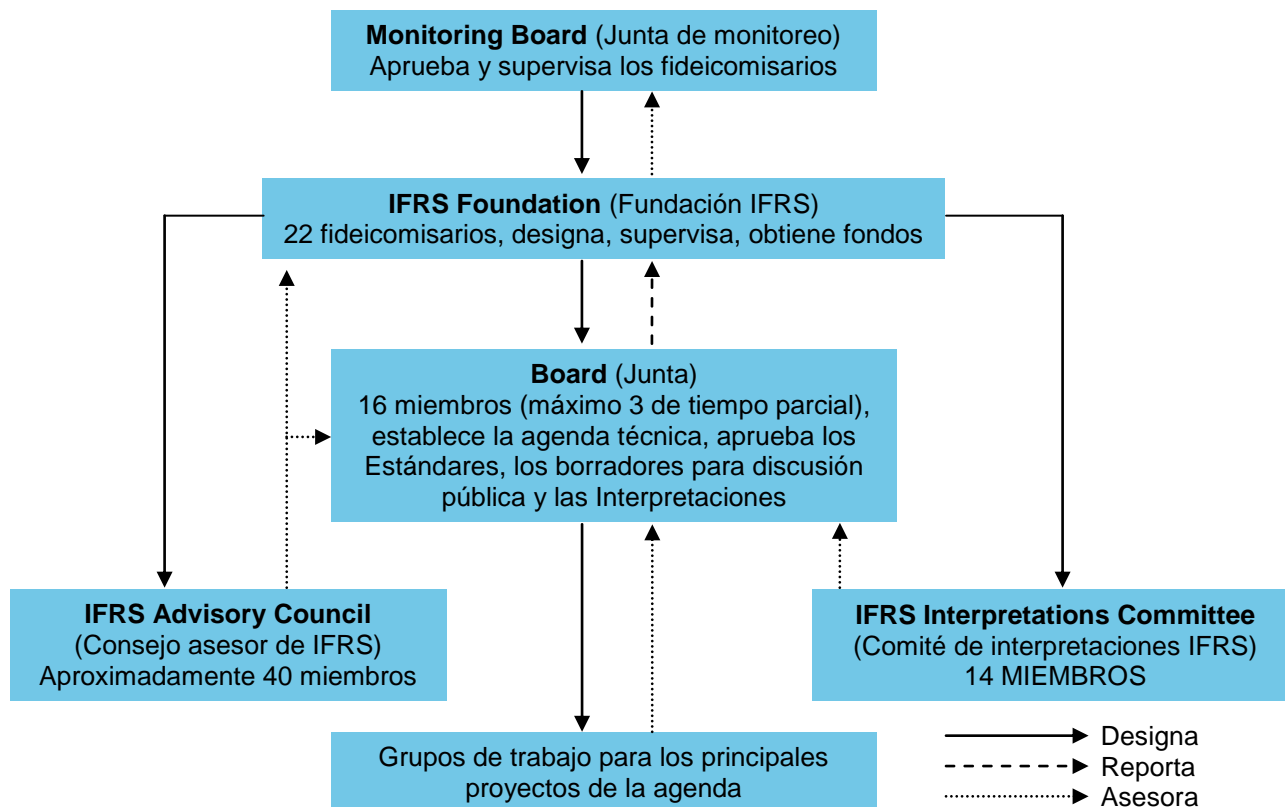 Monitoring Board (Junta de monitoreo)
Aprueba y supervisa los fideicomisarios
IFRS Foundation (Fundación IFRS)
22 fideicomisarios, designa, supervisa, obtiene fondos
Board (Junta)
16 miembros (máximo 3 de tiempo parcial),
establece la agenda técnica, aprueba los
Estándares, los borradores para discusión
pública y las Interpretaciones
IFRS Advisory Council
(Consejo asesor de IFRS)
Aproximadamente 40 miembros
IFRS Interpretations Committee
(Comité de interpretaciones IFRS)
14 MIEMBROS
Grupos de trabajo para los principales
proyectos de la agenda
Designa
Reporta
Asesora